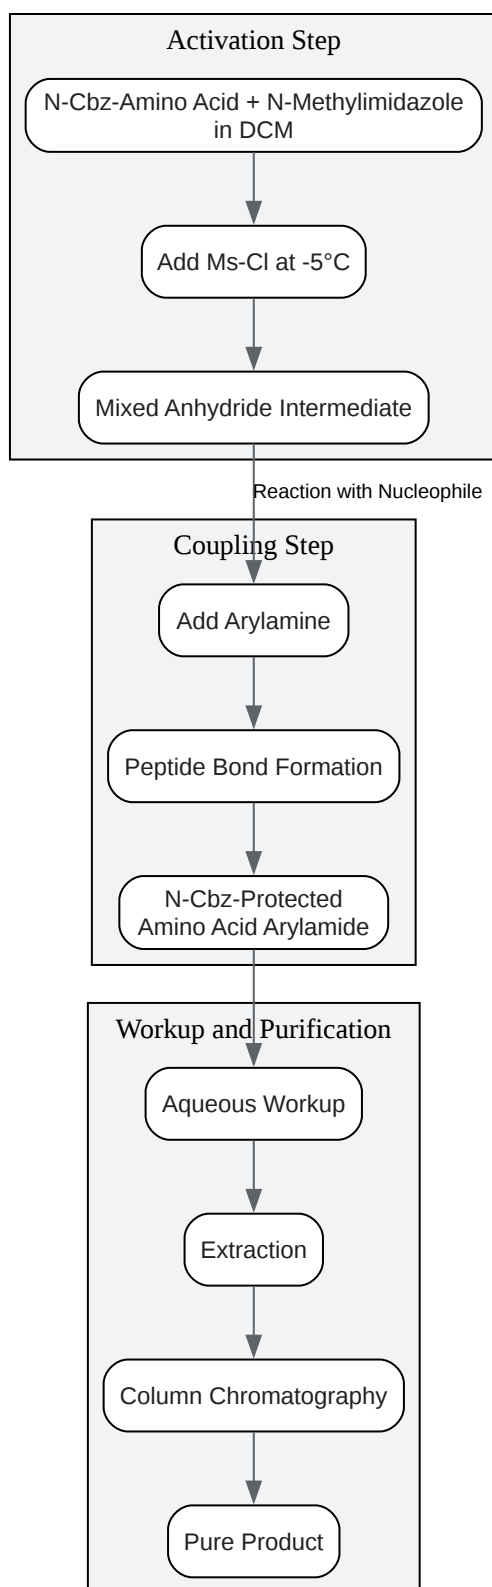 Activation Step
N-Cbz-Amino Acid + N-Methylimidazole
in DCM
Add Ms-Cl at -5°C
Mixed Anhydride Intermediate
Reaction with Nucleophile
Coupling Step
Add Arylamine
Peptide Bond Formation
N-Cbz-Protected
Amino Acid Arylamide
Workup and Purification
Aqueous Workup
Extraction
Column Chromatography
Pure Product